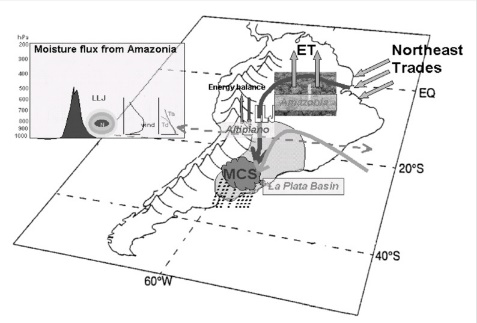 hPa
200
300
400
500
600
700
800
900
1000
Moisture flux from Amazonia
LLJ
wind
Td
ET
Northeast
Trades
Energy balance
Amazonia
EQ
Altiplano
20°S
MCS
La Plata Basin
40°S
60°W